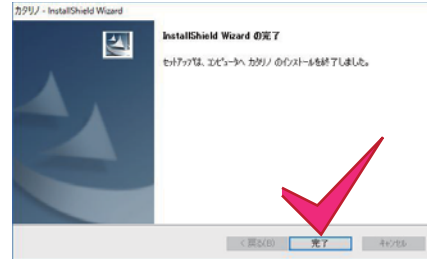 カタリノ - InstallShield Wizard
InstallShield Wizard の完了
セットアップは、コンピュータへ カタリノ のインストールを終了しました。
< 戻る(B)
完了
キャンセル